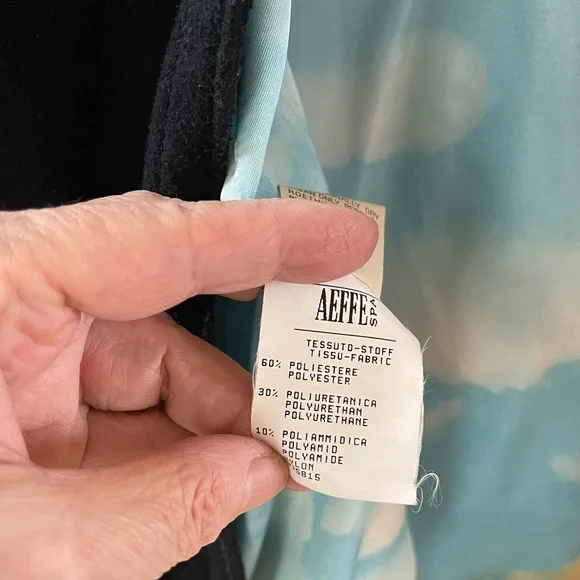 AEFFE SPA
TESSUTO-STOFF
TISSU-FABRIC
60% POLIESTERE
POLYESTER
30% POLIURETANICA
POLYURETHAN
POLYURETHANE
10% POLIAMMIDICA
POLYAMID
POLYAMIDE